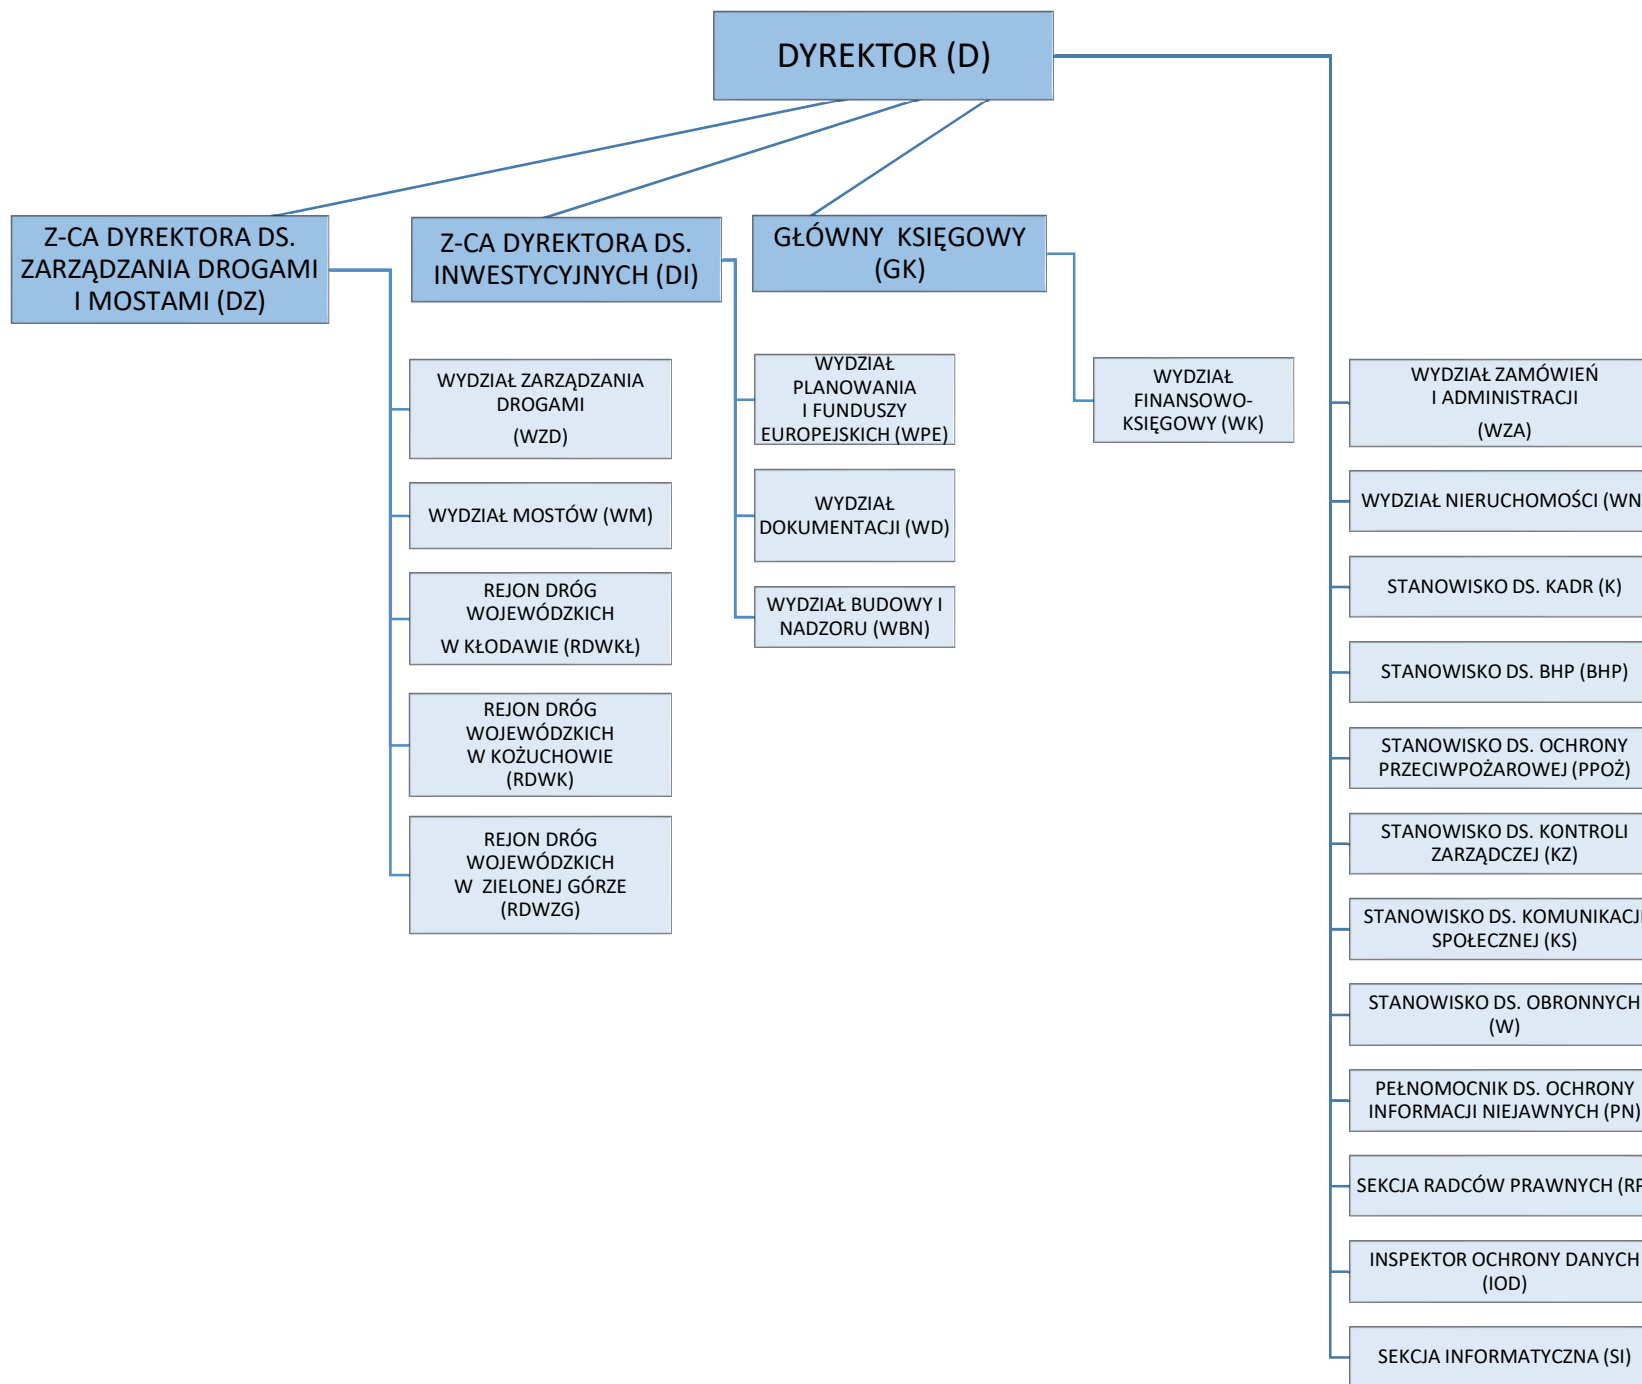 DYREKTOR (D)
Z-CA DYREKTORA DS.
ZARZĄDZANIA DROGAMI
I MOSTAMI (DZ)
Z-CA DYREKTORA DS.
INWESTYCYJNYCH (DI)
GŁÓWNY KSIĘGOWY
(GK)
WYDZIAŁ ZARZĄDZANIA
DROGAMI
(WZD)
WYDZIAŁ MOSTÓW (WM)
REJON DRÓG
WOJEWÓDZKICH
W KŁODAWIE (RDWKŁ)
REJON DRÓG
WOJEWÓDZKICH
W KOŻUCHOWIE
(RDWK)
REJON DRÓG
WOJEWÓDZKICH
W ZIELONEJ GÓRZE
(RDWZG)
WYDZIAŁ
PLANOWANIA
I FUNDUSZY
EUROPEJSKICH (WPE)
WYDZIAŁ
DOKUMENTACJI (WD)
WYDZIAŁ BUDOWY I
NADZORU (WBN)
WYDZIAŁ
FINANSOWO-
KSIĘGOWY (WK)
WYDZIAŁ ZAMÓWIEŃ
I ADMINISTRACJI
(WZA)
WYDZIAŁ NIERUCHOMOŚCI (WN
STANOWISKO DS. KADR (K)
STANOWISKO DS. BHP (BHP)
STANOWISKO DS. OCHRONY
PRZECIWPOŻAROWEJ (PPOŻ)
STANOWISKO DS. KONTROLI
ZARZĄDCZEJ (KZ)
STANOWISKO DS. KOMUNIKACJI
SPOŁECZNEJ (KS)
STANOWISKO DS. OBRONNYCH
(W)
PEŁNOMOCNIK DS. OCHRONY
INFORMACJI NIEJAWNYCH (PN)
SEKCJA RADCÓW PRAWNYCH (RP
INSPEKTOR OCHRONY DANYCH
(IOD)
SEKCJA INFORMATYCZNA (SI)